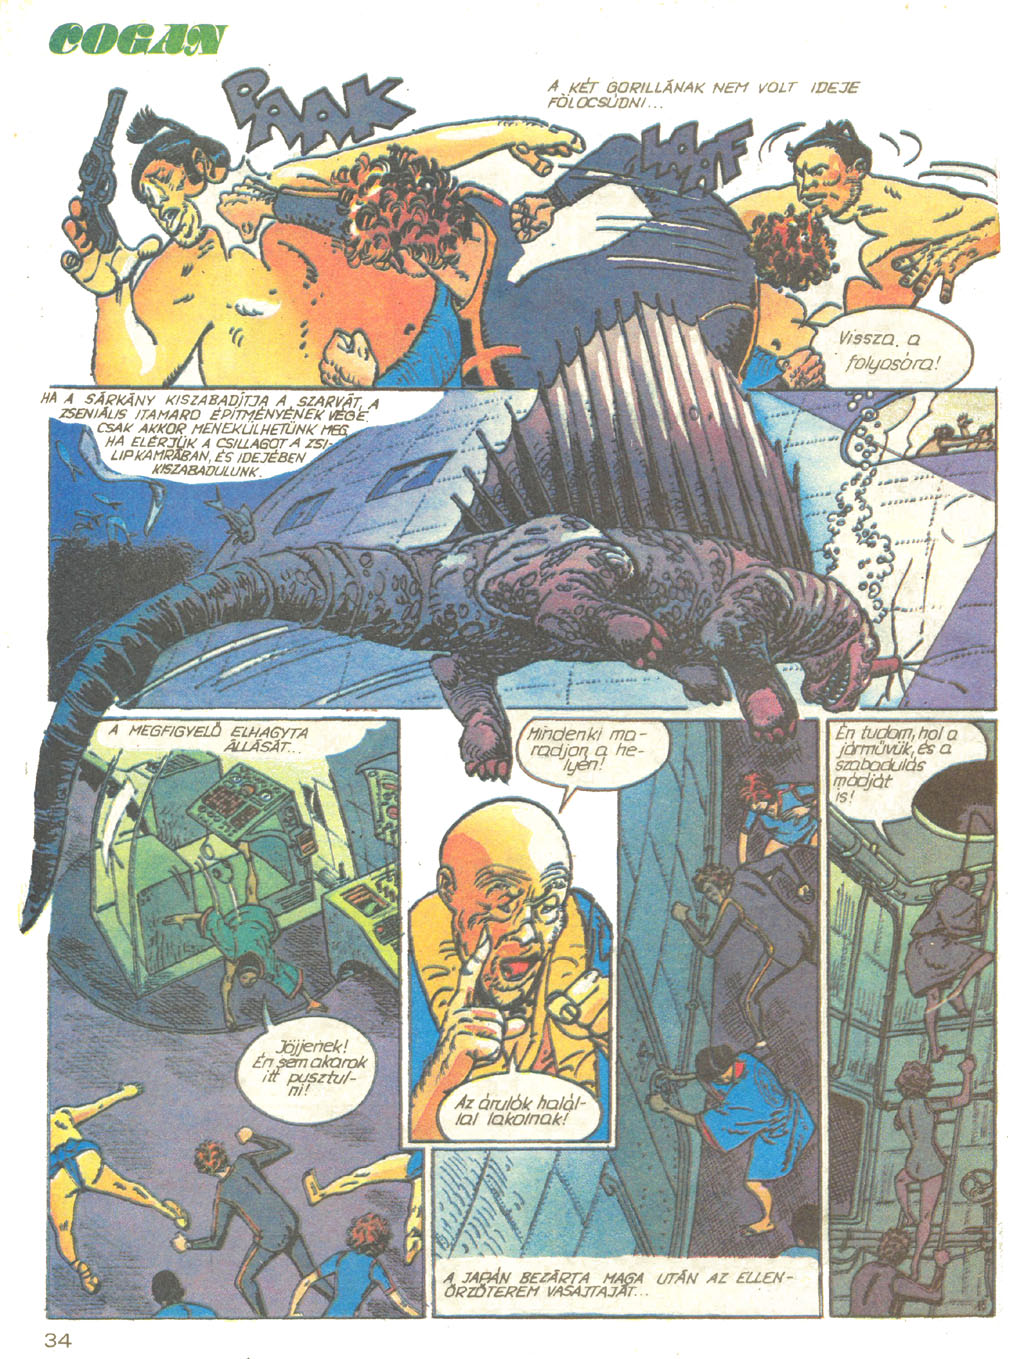 COGAN
PAAK
A KÉT GORILLÁNAK NEM VOLT IDEJE
FÖLOCSÚDNI...
WAAF
Vissza, a
folyosóra!
HA A SÁRKÁNY KISZABADÍTJA A SZARVÁT, A
ZSENIÁLIS ITAMARO ÉPÍTMÉNYÉNEK VÉGE.
CSAK AKKOR MENEKÜLHETÜNK MEG,
HA ELÉRJÜK A CSILLAGOT A ZSI-
LIPKAMRÁBAN, ÉS IDEJÉBEN
KISZABADULUNK.
A MEGFIGYELŐ ELHAGYTA
ÁLLÁSÁT...
Jöjjenek!
Én sem akarok
itt pusztul-
ni!
Mindenki ma-
radjon a he-
lyén!
Az árulók halál-
lal lakolnak!
A JAPÁN BEZÁRTA MAGA UTÁN AZ ELLEN-
ŐRZŐTEREM VASAJTAJÁT...
Én tudom, hol a
járművük, és a
szabadulás
módját
is!
34